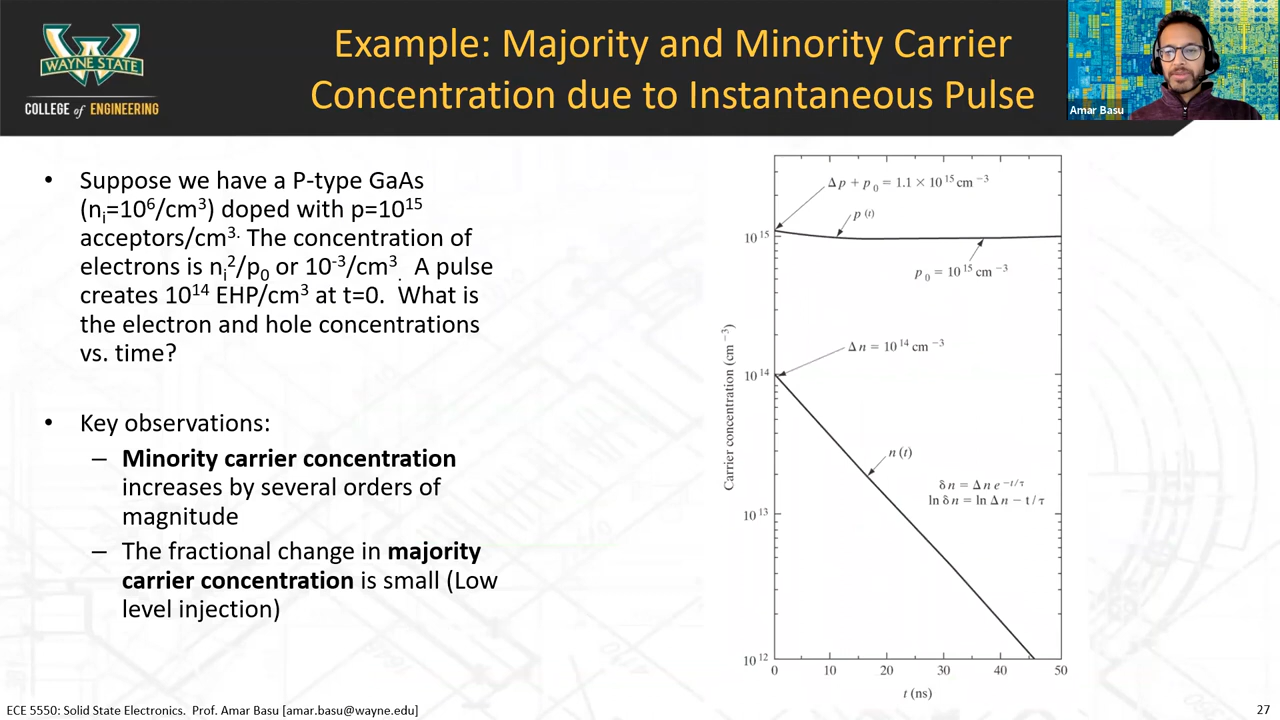 WAYNE STATE
COLLEGE of ENGINEERING
Example: Majority and Minority Carrier
Concentration due to Instantaneous Pulse
Amar Basu
• Suppose we have a P-type GaAs
(nᵢ=10⁶/cm³) doped with p=10¹⁵
acceptors/cm³· The concentration of
electrons is nᵢ²/p₀ or 10⁻³/cm³. A pulse
creates 10¹⁴ EHP/cm³ at t=0. What is
the electron and hole concentrations
vs. time?
• Key observations:
– Minority carrier concentration
increases by several orders of
magnitude
– The fractional change in majority
carrier concentration is small (Low
level injection)
Δp + p₀ = 1.1 × 10¹⁵ cm⁻³
p (t)
10¹⁵
p₀ = 10¹⁵ cm⁻³
Δn = 10¹⁴ cm⁻³
10¹⁴
Carrier concentration (cm⁻³)
n (t)
δn = Δn e⁻ᵗ/τ
ln δn = ln Δn − t/τ
10¹³
10¹²
0 10 20 30 40 50
t (ns)
ECE 5550: Solid State Electronics. Prof. Amar Basu [amar.basu@wayne.edu]
27